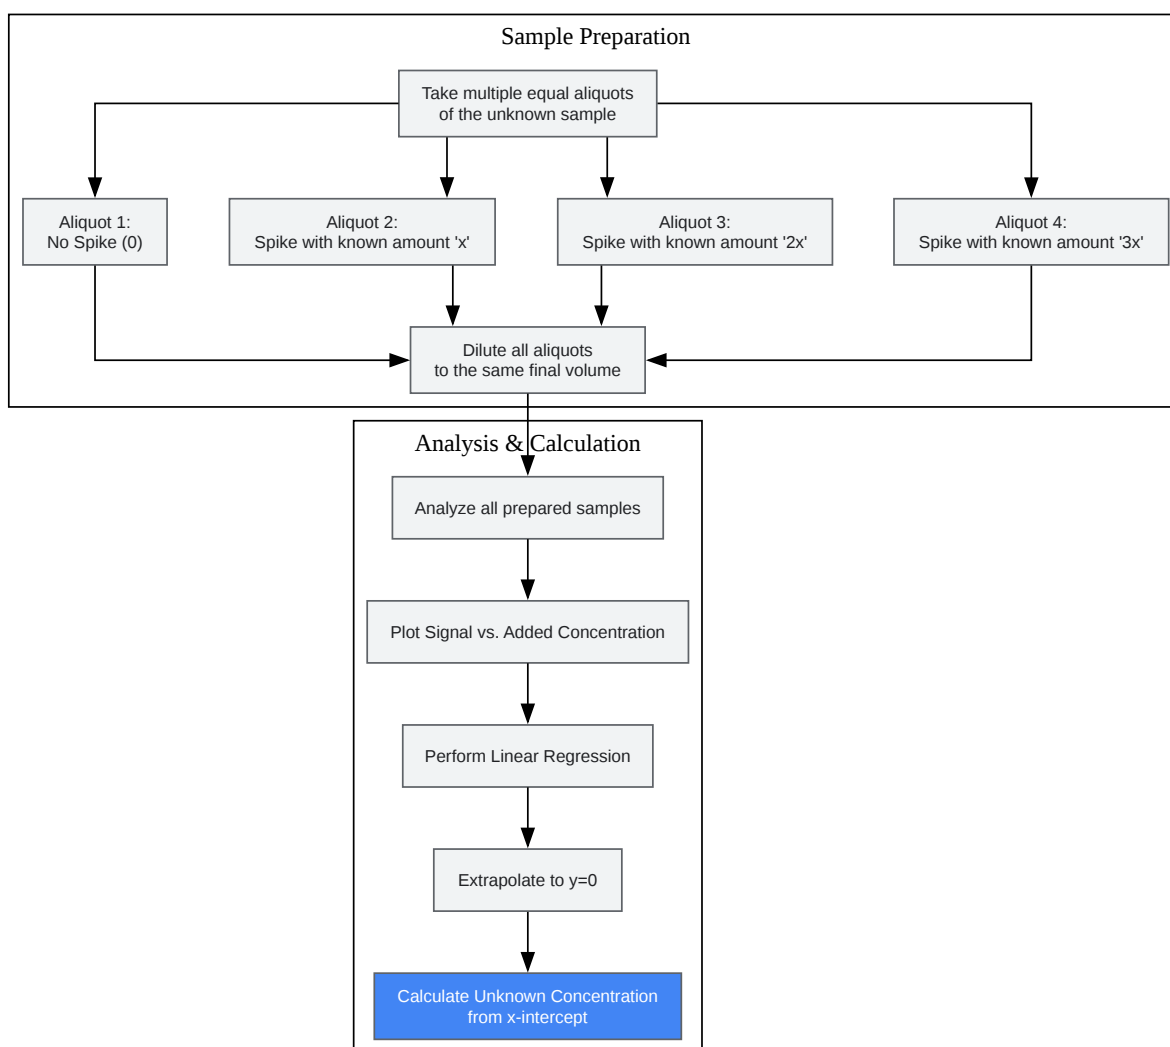 Sample Preparation
Take multiple equal aliquots
of the unknown sample
Aliquot 1:
No Spike (0)
Aliquot 2:
Spike with known amount 'x'
Aliquot 3:
Spike with known amount '2x'
Aliquot 4:
Spike with known amount '3x'
Dilute all aliquots
to the same final volume
Analysis & Calculation
Analyze all prepared samples
Plot Signal vs. Added Concentration
Perform Linear Regression
Extrapolate to y=0
Calculate Unknown Concentration
from x-intercept